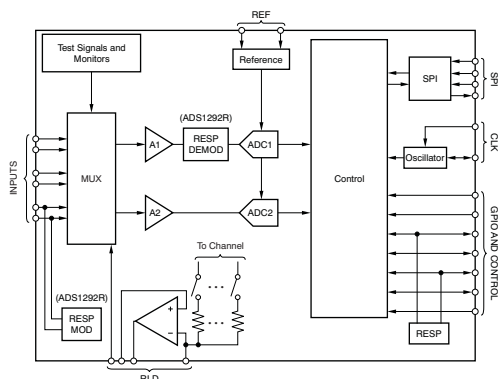 REF
Test Signals and
Monitors
Reference
SPI
SPI
(ADS1292R)
A1
RESP
DEMOD
ADC1
CLK
Oscillator
INPUTS
MUX
Control
A2
ADC2
GPIO AND CONTROL
To Channel
(ADS1292R)
RESP
MOD
+
−
RESP
RLD